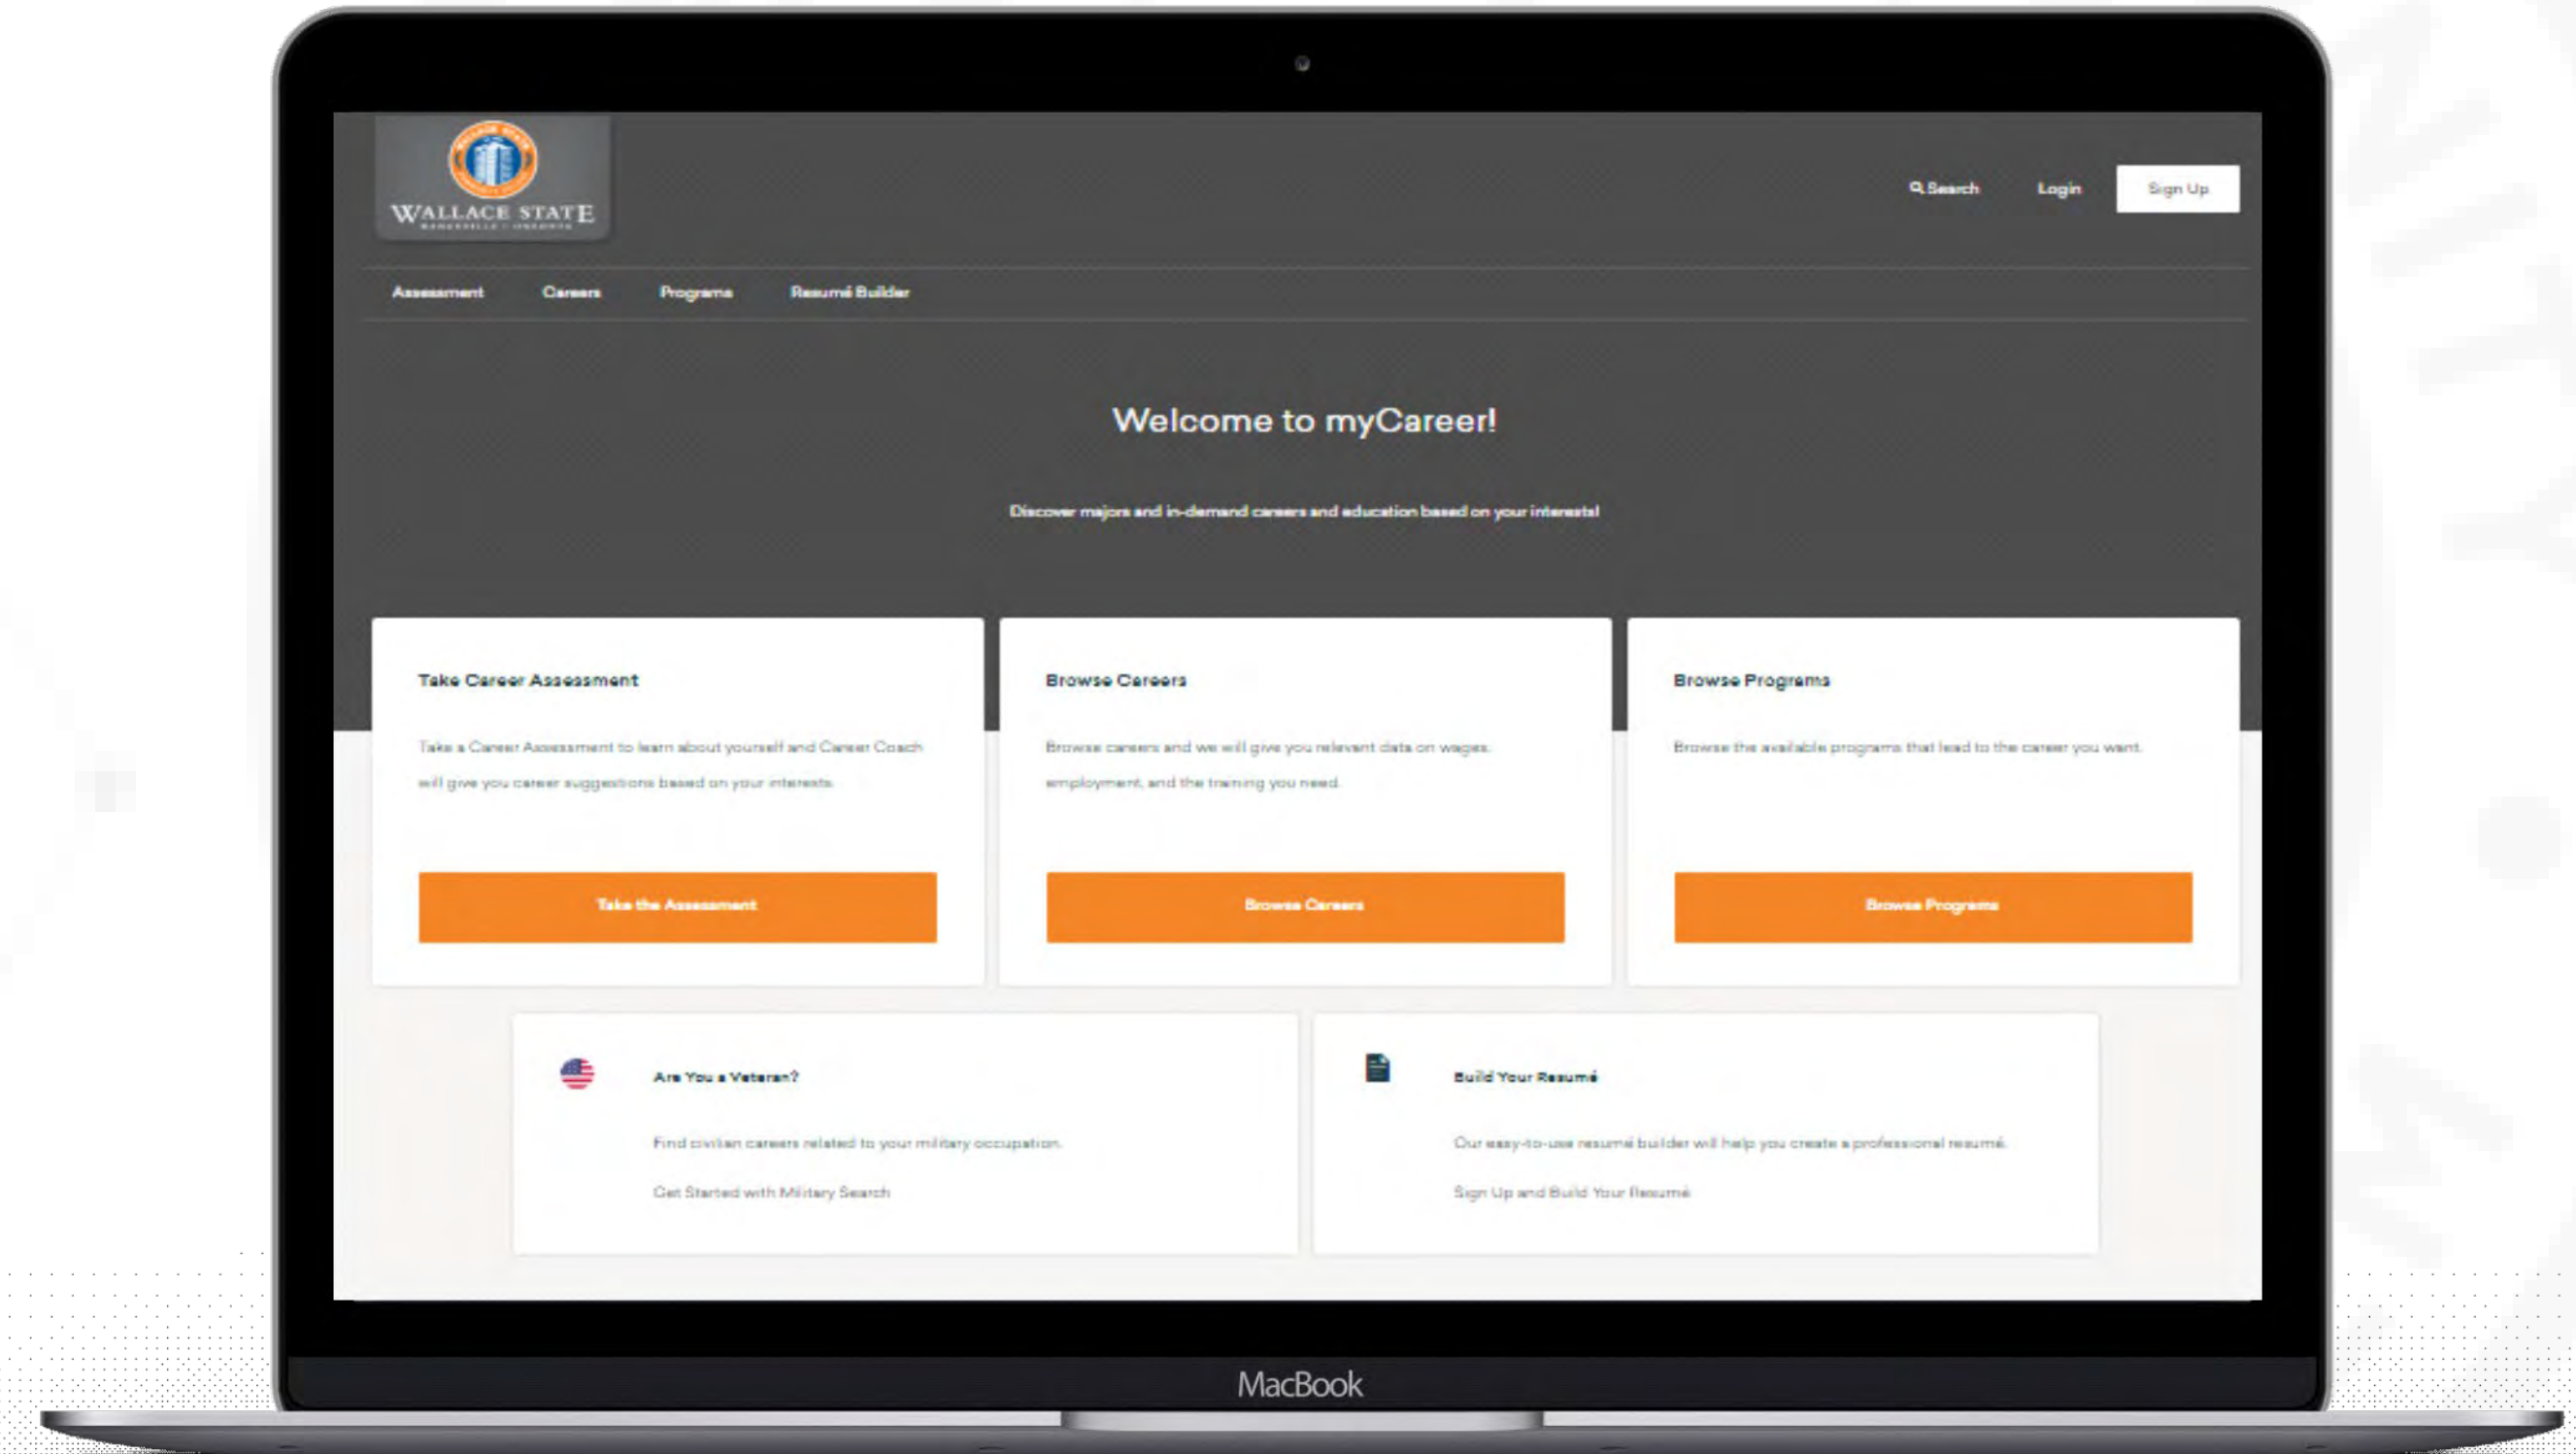 WALLACE STATE
HANCEVILLE • ONEONTA
Search
Login
Sign Up
Assessment
Careers
Programs
Resumé Builder
Welcome to myCareer!
Discover majors and in-demand careers and education based on your interests!
Take Career Assessment
Take a Career Assessment to learn about yourself and Career Coach
will give you career suggestions based on your interests.
Take the Assessment
Browse Careers
Browse careers and we will give you relevant data on wages,
employment, and the training you need.
Browse Careers
Browse Programs
Browse the available programs that lead to the career you want.
Browse Programs
Are You a Veteran?
Find civilian careers related to your military occupation.
Get Started with Military Search
Build Your Resumé
Our easy-to-use resumé builder will help you create a professional resumé.
Sign Up and Build Your Resumé
MacBook